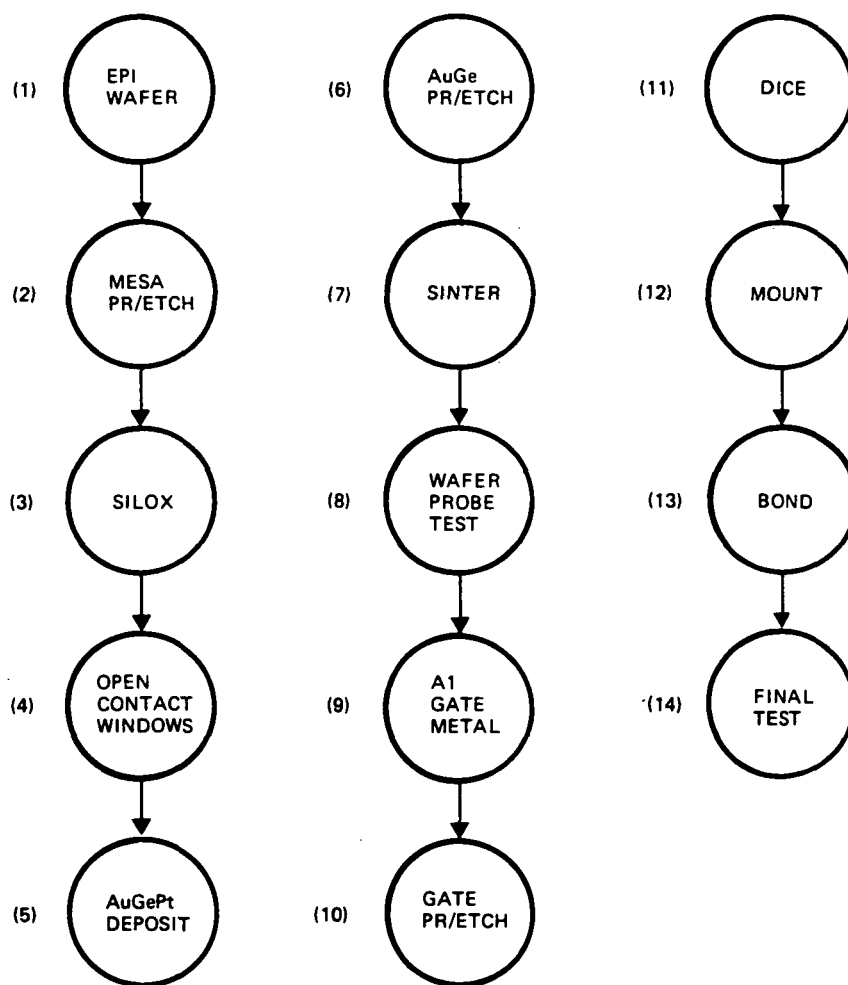 (1)
EPI
WAFER
(2)
MESA
PR/ETCH
(3)
SILOX
(4)
OPEN
CONTACT
WINDOWS
(5)
AuGePt
DEPOSIT
(6)
AuGe
PR/ETCH
(7)
SINTER
(8)
WAFER
PROBE
TEST
(9)
A1
GATE
METAL
(10)
GATE
PR/ETCH
(11)
DICE
(12)
MOUNT
(13)
BOND
(14)
FINAL
TEST